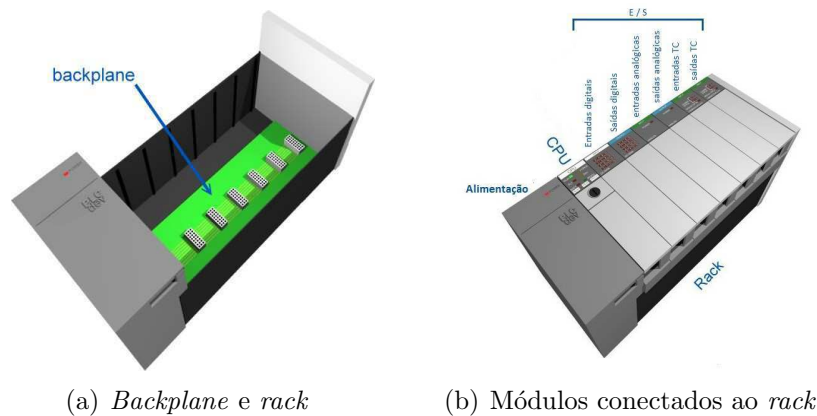 backplane
E / S
Entradas digitais
Saídas digitais
entradas analógicas
saídas analógicas
entradas TC
saídas TC
CPU
Alimentação
Rack
(a) Backplane e rack
(b) Módulos conectados ao rack